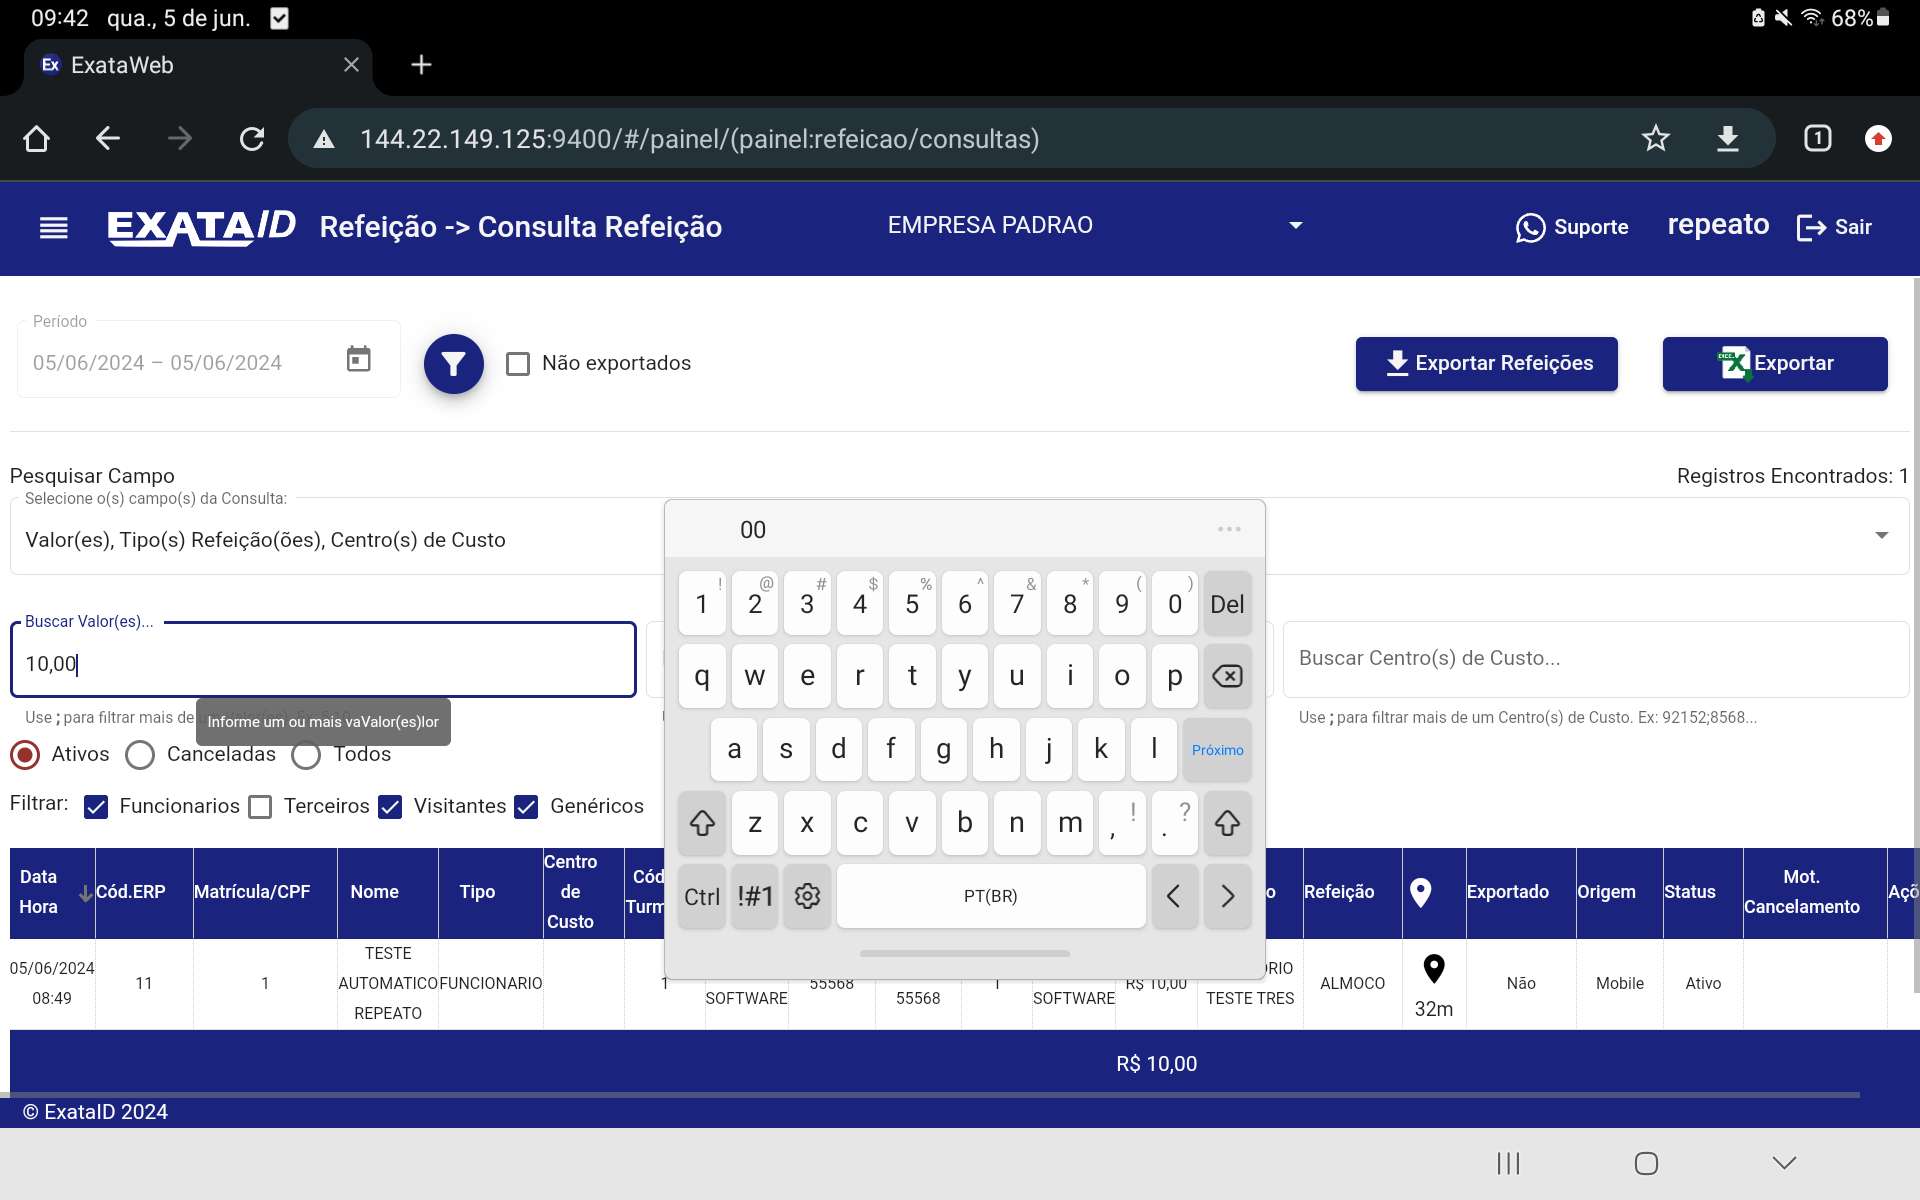 09:42 qua., 5 de jun. 68%
Ex ExataWeb
144.22.149.125:9400/#/painel/(painel:refeicao/consultas) 1
EXATAID Refeição -> Consulta Refeição EMPRESA PADRAO Suporte repeato Sair
Período
05/06/2024 – 05/06/2024
Não exportados
Exportar Refeições
Exportar
Pesquisar Campo
Registros Encontrados: 1
Selecione o(s) campo(s) da Consulta:
Valor(es), Tipo(s) Refeição(ões), Centro(s) de Custo
Buscar Valor(es)...
10,00
Buscar Centro(s) de Custo...
Use ; para filtrar mais de
Informe um ou mais vaValor(es)lor
Use ; para filtrar mais de um Centro(s) de Custo. Ex: 92152;8568...
Ativos Canceladas Todos
Filtrar: Funcionarios Terceiros Visitantes Genéricos
00 ...
! @ # $ % ^ & * ( )
1 2 3 4 5 6 7 8 9 0 Del
q w e r t y u i o p
a s d f g h j k l Próximo
z x c v b n m , ! . ?
Ctrl !#1 PT(BR) < >
Data Hora Cód.ERP Matrícula/CPF Nome Tipo Centro de Custo Cód Turm o Refeição Exportado Origem Status Mot. Cancelamento Açõ
05/06/2024 08:49 11 1 TESTE AUTOMATICO REPEATO FUNCIONARIO 1 SOFTWARE 55568 55568 1 SOFTWARE R$ 10,00 RIO TESTE TRES ALMOCO 32m Não Mobile Ativo
R$ 10,00
© ExataID 2024